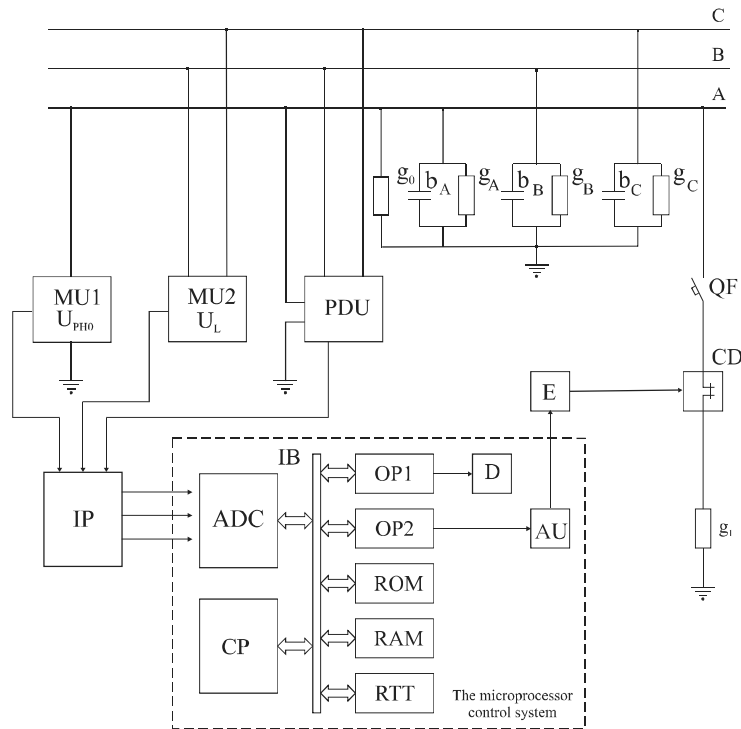 C
B
A
g0 bA gA bB gB bC gC
QF
MU1
UPH0
MU2
UL
PDU
CD
E
IB
OP1
D
IP
ADC
OP2
AU
g1
ROM
CP
RAM
RTT
The microprocessor
control system